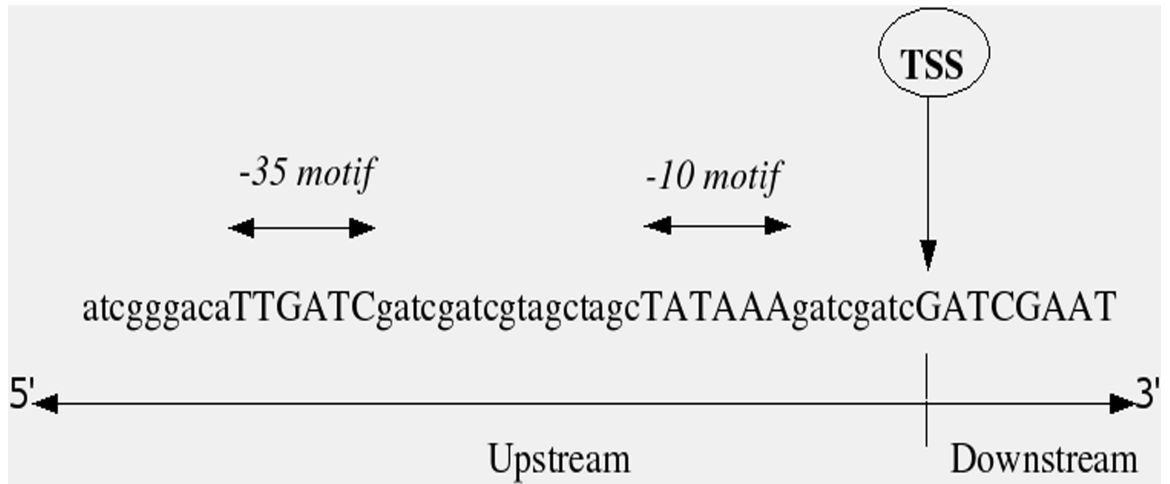 TSS
-35 motif
-10 motif
atcgggacaTTGATCgatcgatcgtagctagcTATAAAgatcgatcGATCGAAT
5'
3'
Upstream
Downstream